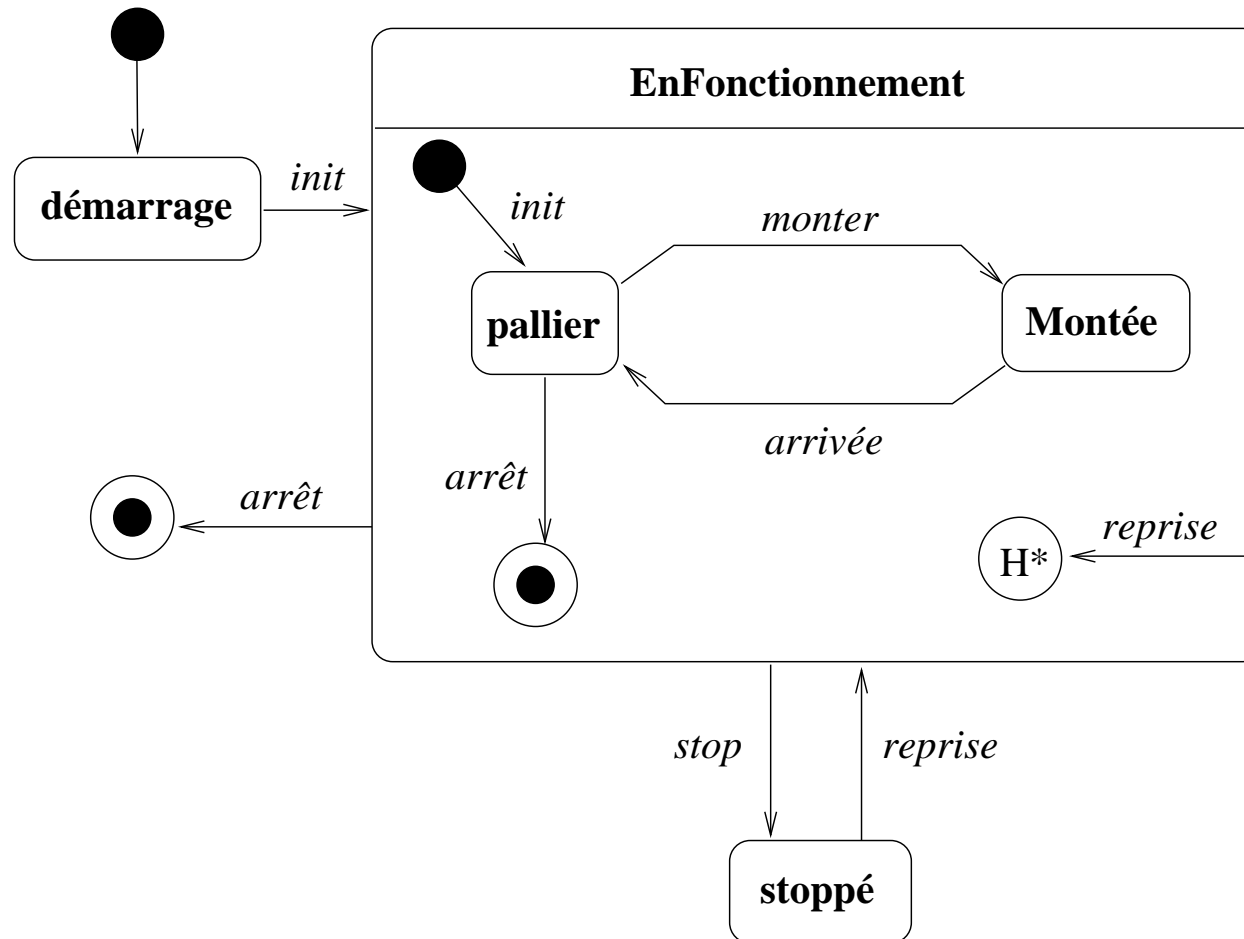 EnFonctionnement
démarrage
init
init
monter
pallier
Montée
arrivée
arrêt
arrêt
reprise
H*
stop
reprise
stoppé